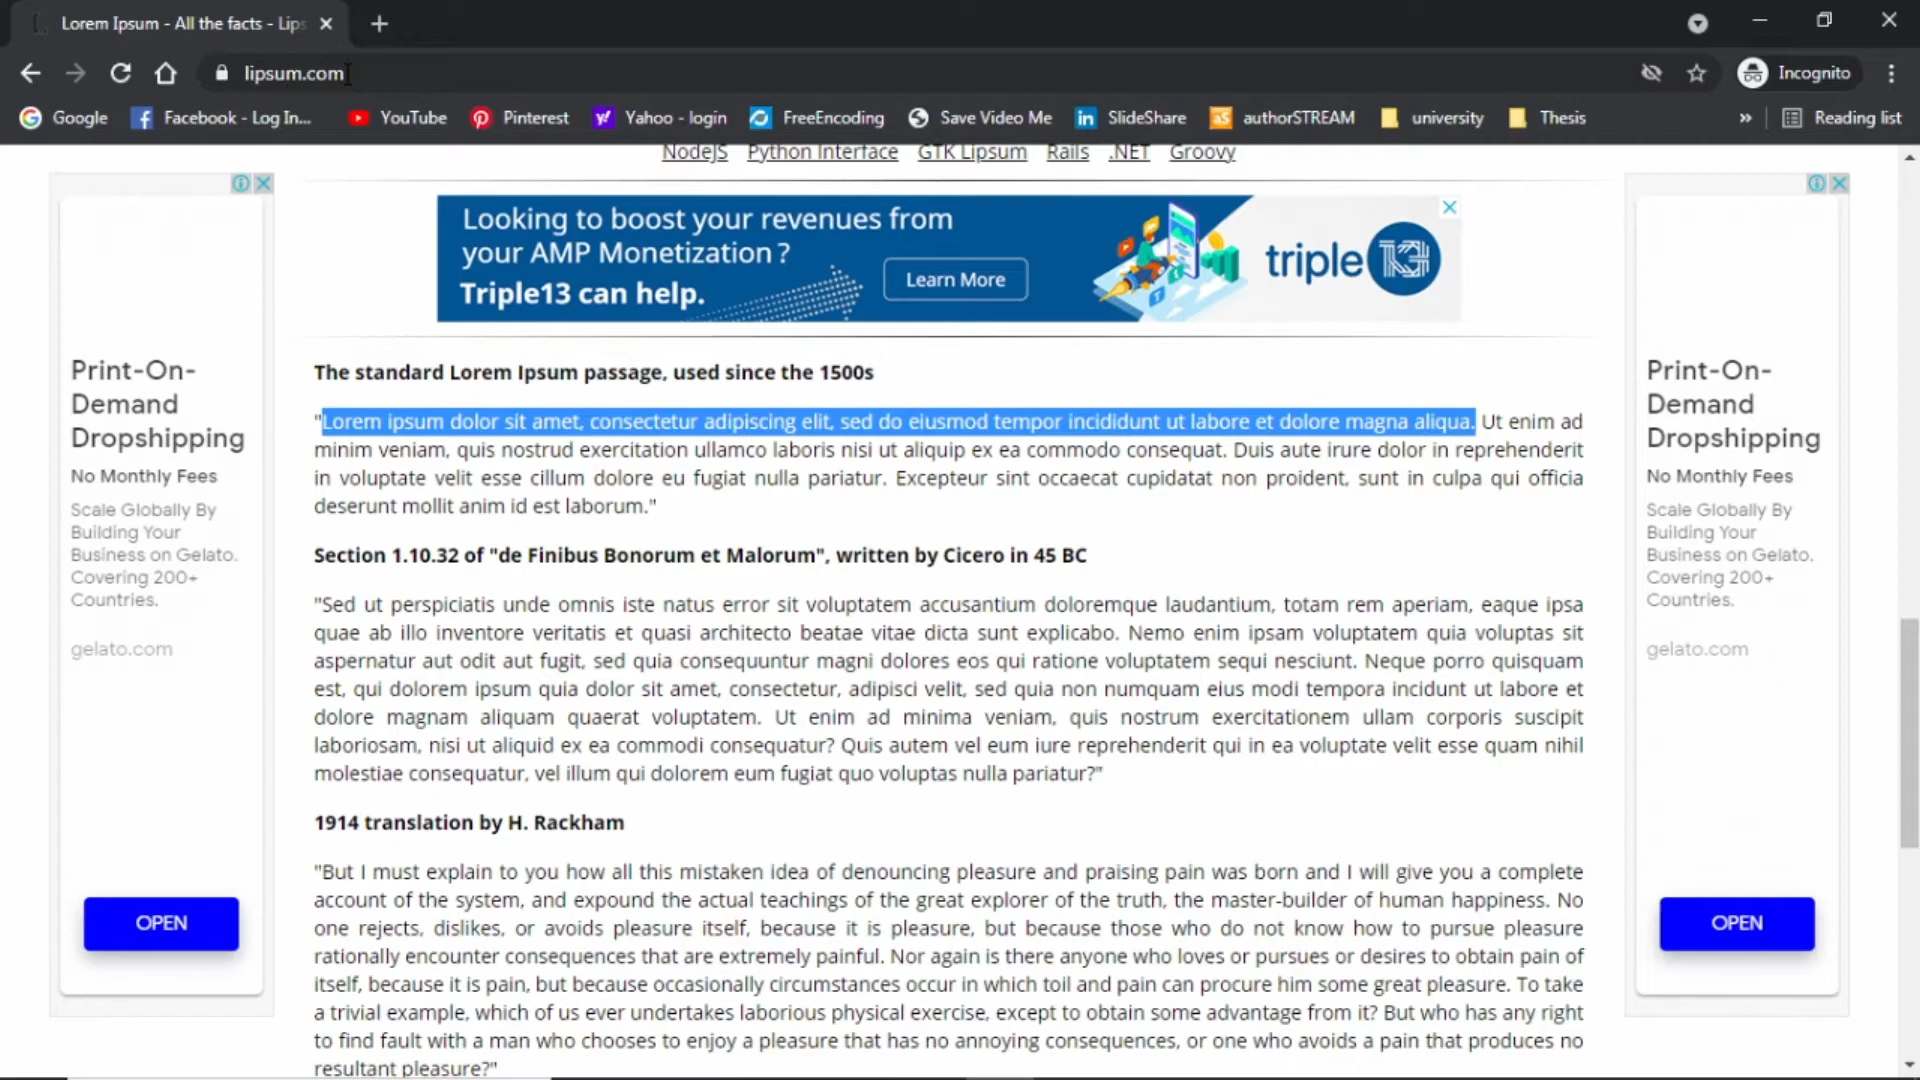 Lorem Ipsum - All the facts - Lips
lipsum.com
Incognito
Google Facebook - Log In... YouTube Pinterest Yahoo - login FreeEncoding Save Video Me SlideShare authorSTREAM university Thesis » Reading list
NodeJS Python Interface GTK Lipsum Rails .NET Groovy
Looking to boost your revenues from
your AMP Monetization ?
Triple13 can help.
Learn More
triple 13
Print-On-
Demand
Dropshipping
No Monthly Fees
Scale Globally By
Building Your
Business on Gelato.
Covering 200+
Countries.
gelato.com
OPEN
The standard Lorem Ipsum passage, used since the 1500s
"Lorem ipsum dolor sit amet, consectetur adipiscing elit, sed do eiusmod tempor incididunt ut labore et dolore magna aliqua. Ut enim ad
minim veniam, quis nostrud exercitation ullamco laboris nisi ut aliquip ex ea commodo consequat. Duis aute irure dolor in reprehenderit
in voluptate velit esse cillum dolore eu fugiat nulla pariatur. Excepteur sint occaecat cupidatat non proident, sunt in culpa qui officia
deserunt mollit anim id est laborum."
Section 1.10.32 of "de Finibus Bonorum et Malorum", written by Cicero in 45 BC
"Sed ut perspiciatis unde omnis iste natus error sit voluptatem accusantium doloremque laudantium, totam rem aperiam, eaque ipsa
quae ab illo inventore veritatis et quasi architecto beatae vitae dicta sunt explicabo. Nemo enim ipsam voluptatem quia voluptas sit
aspernatur aut odit aut fugit, sed quia consequuntur magni dolores eos qui ratione voluptatem sequi nesciunt. Neque porro quisquam
est, qui dolorem ipsum quia dolor sit amet, consectetur, adipisci velit, sed quia non numquam eius modi tempora incidunt ut labore et
dolore magnam aliquam quaerat voluptatem. Ut enim ad minima veniam, quis nostrum exercitationem ullam corporis suscipit
laboriosam, nisi ut aliquid ex ea commodi consequatur? Quis autem vel eum iure reprehenderit qui in ea voluptate velit esse quam nihil
molestiae consequatur, vel illum qui dolorem eum fugiat quo voluptas nulla pariatur?"
1914 translation by H. Rackham
"But I must explain to you how all this mistaken idea of denouncing pleasure and praising pain was born and I will give you a complete
account of the system, and expound the actual teachings of the great explorer of the truth, the master-builder of human happiness. No
one rejects, dislikes, or avoids pleasure itself, because it is pleasure, but because those who do not know how to pursue pleasure
rationally encounter consequences that are extremely painful. Nor again is there anyone who loves or pursues or desires to obtain pain of
itself, because it is pain, but because occasionally circumstances occur in which toil and pain can procure him some great pleasure. To take
a trivial example, which of us ever undertakes laborious physical exercise, except to obtain some advantage from it? But who has any right
to find fault with a man who chooses to enjoy a pleasure that has no annoying consequences, or one who avoids a pain that produces no
resultant pleasure?"
Print-On-
Demand
Dropshipping
No Monthly Fees
Scale Globally By
Building Your
Business on Gelato.
Covering 200+
Countries.
gelato.com
OPEN